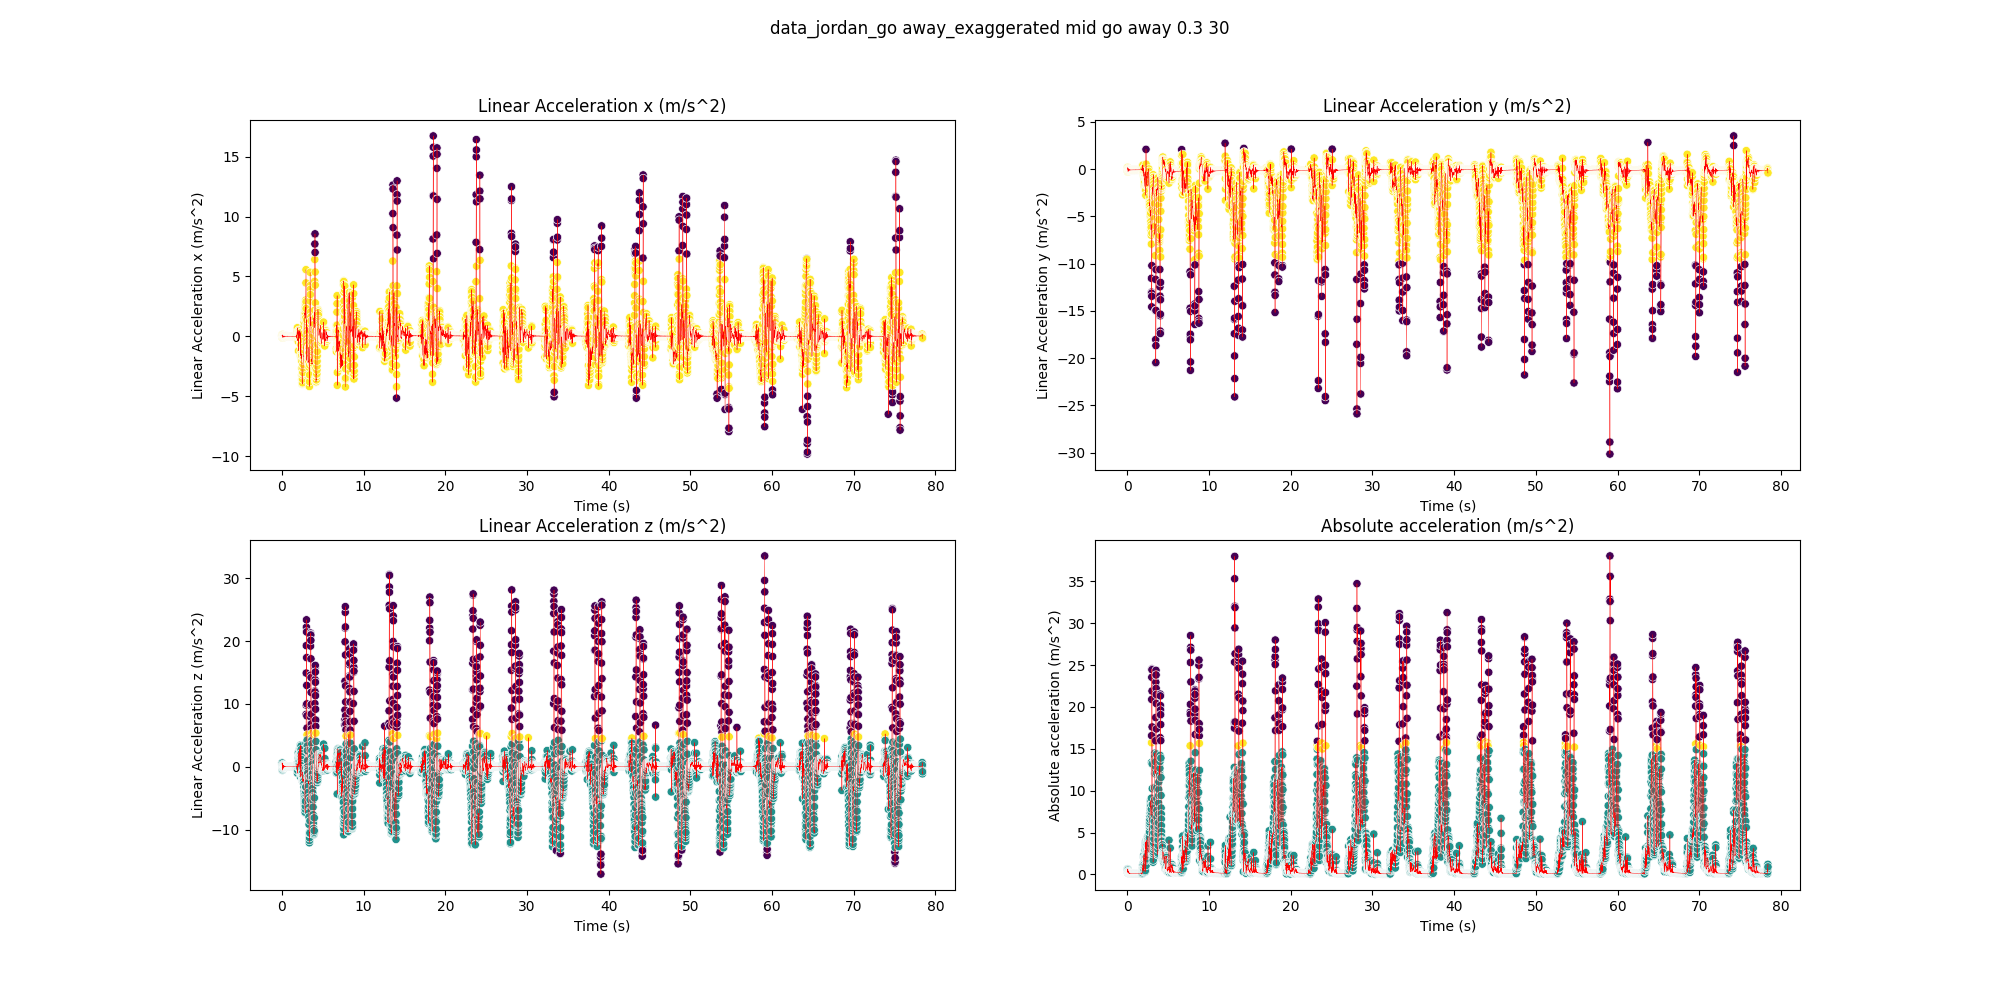 data_jordan_go away_exaggerated mid go away 0.3 30
Linear Acceleration x (m/s^2)
Linear Acceleration x (m/s^2)
15
10
5
0
−5
−10
0 10 20 30 40 50 60 70 80
Time (s)
Linear Acceleration y (m/s^2)
Linear Acceleration y (m/s^2)
5
0
−5
−10
−15
−20
−25
−30
0 10 20 30 40 50 60 70 80
Time (s)
Linear Acceleration z (m/s^2)
Linear Acceleration z (m/s^2)
30
20
10
0
−10
0 10 20 30 40 50 60 70 80
Time (s)
Absolute acceleration (m/s^2)
Absolute acceleration (m/s^2)
35
30
25
20
15
10
5
0
0 10 20 30 40 50 60 70 80
Time (s)